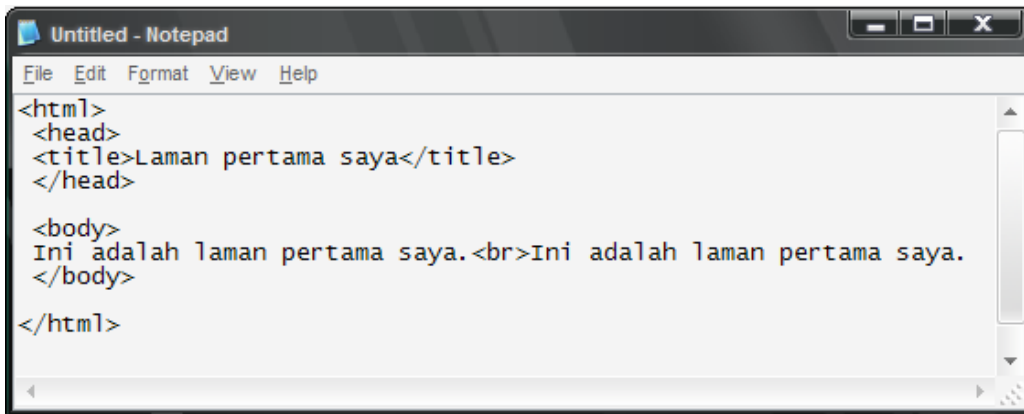 Untitled - Notepad
File Edit Format View Help
<html>
<head>
<title>Laman pertama saya</title>
</head>
<body>
Ini adalah laman pertama saya.<br>Ini adalah laman pertama saya.
</body>
</html>